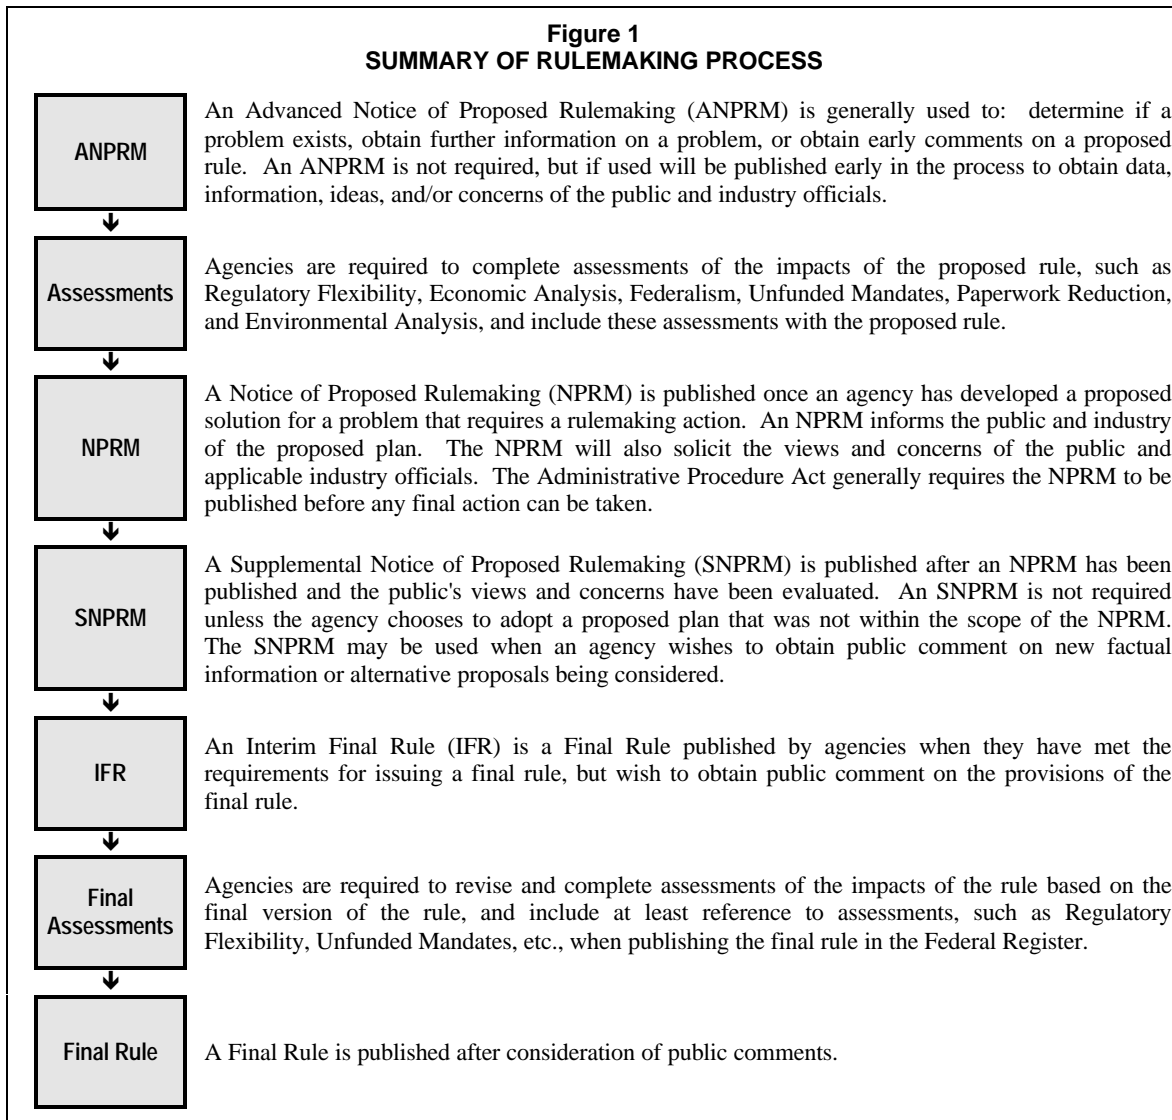 Figure 1
SUMMARY OF RULEMAKING PROCESS
ANPRM
An Advanced Notice of Proposed Rulemaking (ANPRM) is generally used to: determine if a
problem exists, obtain further information on a problem, or obtain early comments on a proposed
rule. An ANPRM is not required, but if used will be published early in the process to obtain data,
information, ideas, and/or concerns of the public and industry officials.
Assessments
Agencies are required to complete assessments of the impacts of the proposed rule, such as
Regulatory Flexibility, Economic Analysis, Federalism, Unfunded Mandates, Paperwork Reduction,
and Environmental Analysis, and include these assessments with the proposed rule.
NPRM
A Notice of Proposed Rulemaking (NPRM) is published once an agency has developed a proposed
solution for a problem that requires a rulemaking action. An NPRM informs the public and industry
of the proposed plan. The NPRM will also solicit the views and concerns of the public and
applicable industry officials. The Administrative Procedure Act generally requires the NPRM to be
published before any final action can be taken.
SNPRM
A Supplemental Notice of Proposed Rulemaking (SNPRM) is published after an NPRM has been
published and the public's views and concerns have been evaluated. An SNPRM is not required
unless the agency chooses to adopt a proposed plan that was not within the scope of the NPRM.
The SNPRM may be used when an agency wishes to obtain public comment on new factual
information or alternative proposals being considered.
IFR
An Interim Final Rule (IFR) is a Final Rule published by agencies when they have met the
requirements for issuing a final rule, but wish to obtain public comment on the provisions of the
final rule.
Final
Assessments
Agencies are required to revise and complete assessments of the impacts of the rule based on the
final version of the rule, and include at least reference to assessments, such as Regulatory
Flexibility, Unfunded Mandates, etc., when publishing the final rule in the Federal Register.
Final Rule
A Final Rule is published after consideration of public comments.